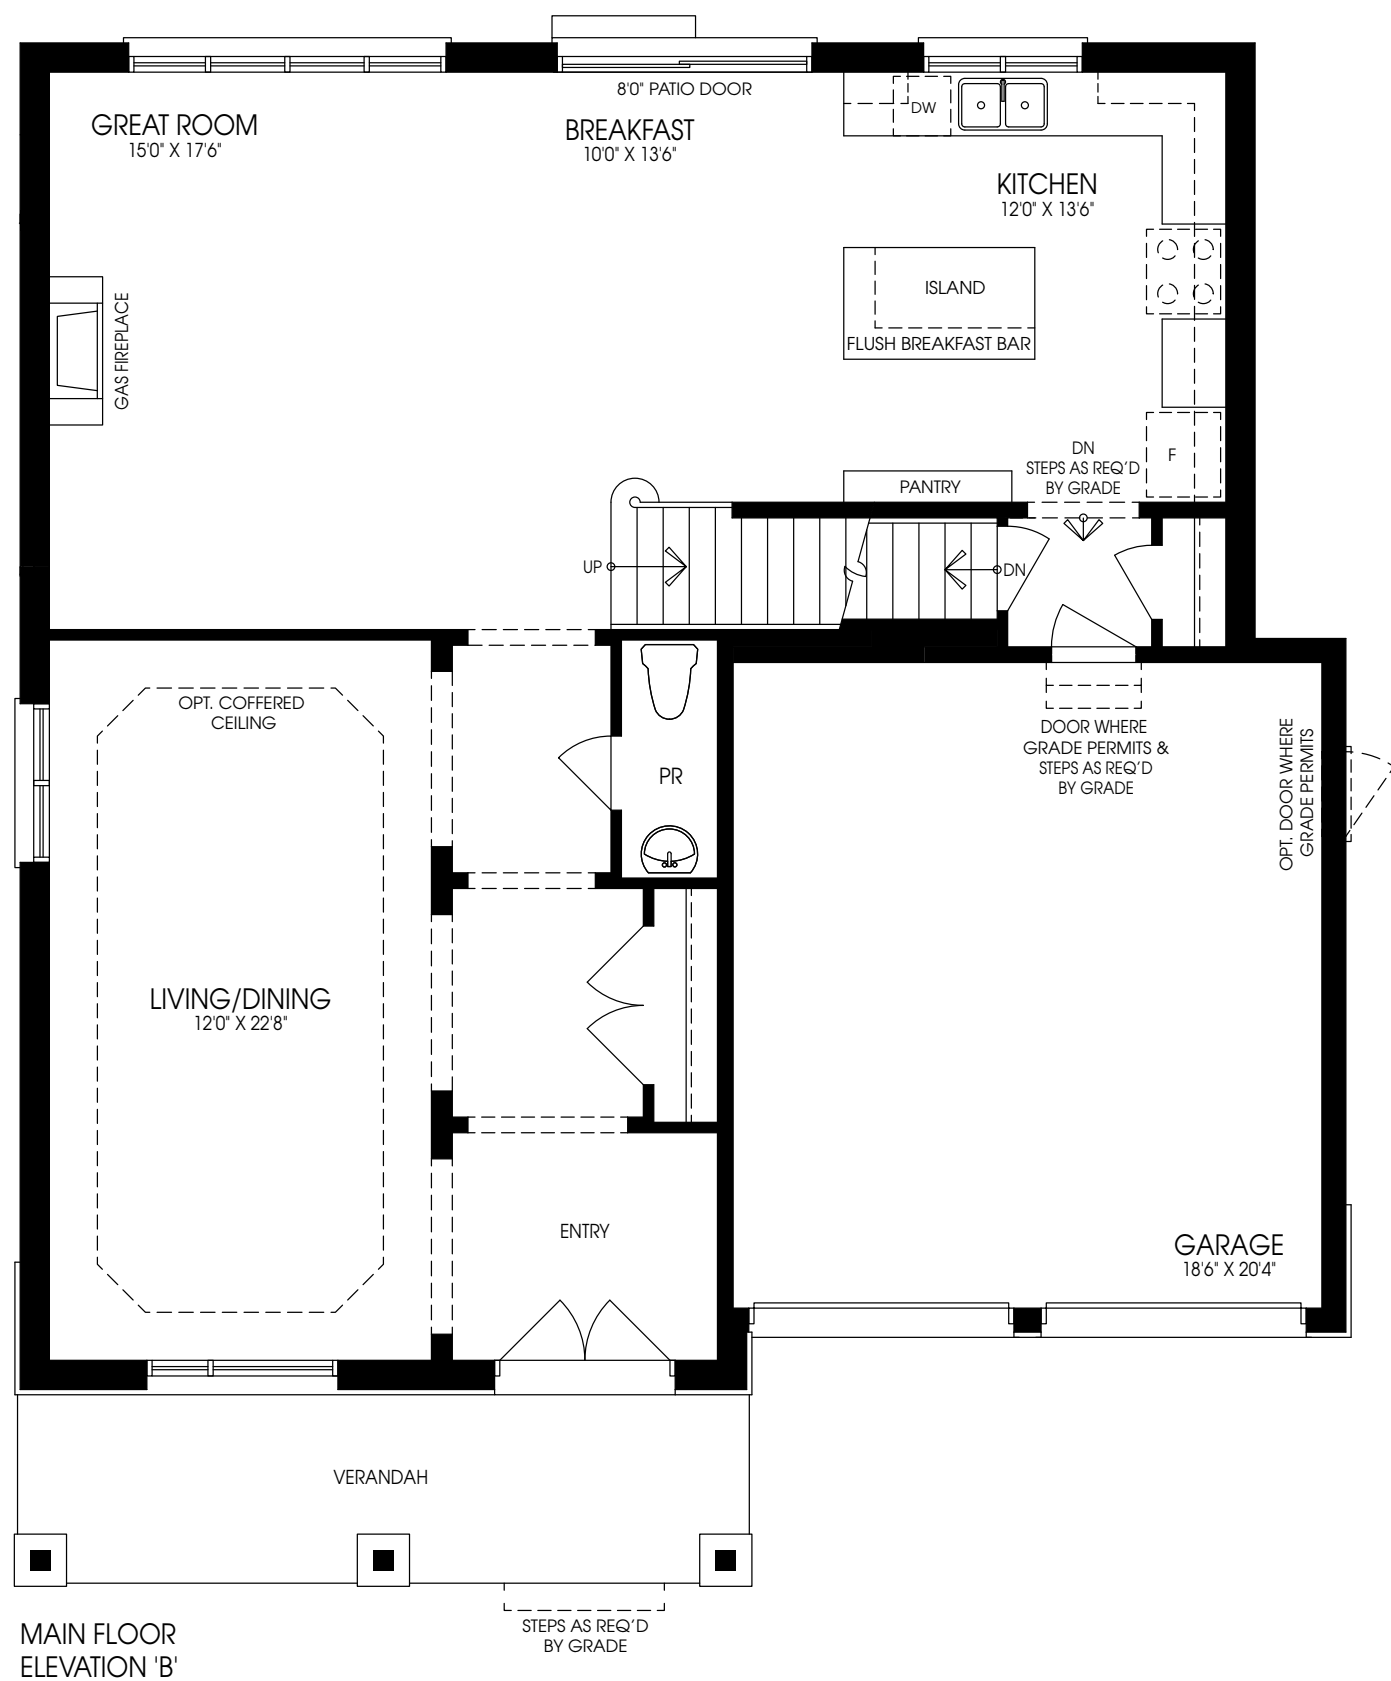 8'0" PATIO DOOR
GREAT ROOM
15'0" X 17'6"
BREAKFAST
10'0" X 13'6"
DW
KITCHEN
12'0" X 13'6"
GAS FIREPLACE
ISLAND
FLUSH BREAKFAST BAR
DN
STEPS AS REQ'D
BY GRADE
F
PANTRY
UP
DN
OPT. COFFERED
CEILING
PR
DOOR WHERE
GRADE PERMITS &
STEPS AS REQ'D
BY GRADE
OPT. DOOR WHERE
GRADE PERMITS
LIVING/DINING
12'0" X 22'8"
ENTRY
GARAGE
18'6" X 20'4"
VERANDAH
STEPS AS REQ'D
BY GRADE
MAIN FLOOR
ELEVATION 'B'